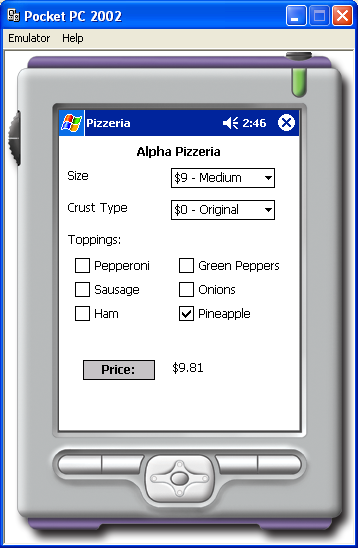 Pocket PC 2002
Emulator Help
Pizzeria 2:46
Alpha Pizzeria
Size $9 - Medium
Crust Type $0 - Original
Toppings:
Pepperoni Green Peppers
Sausage Onions
Ham Pineapple
Price: $9.81